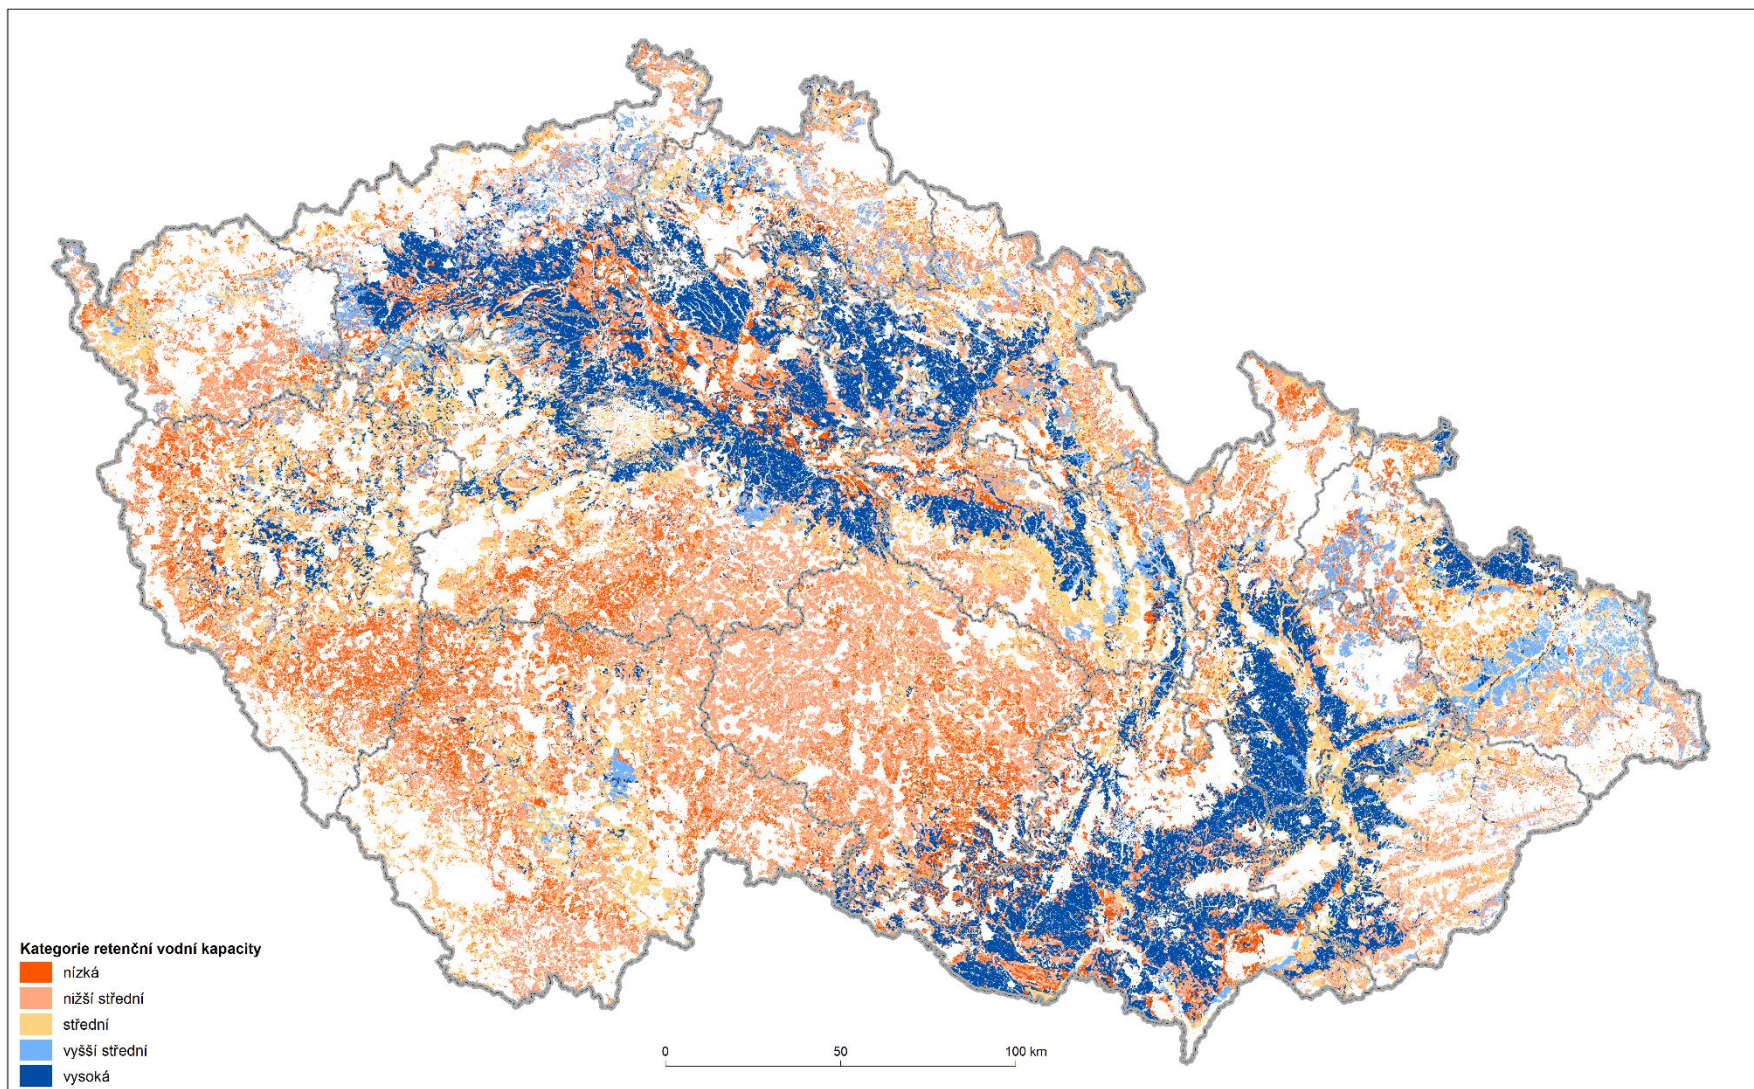 Kategorie retenční vodní kapacity
nízká
nižší střední
střední
vyšší střední
vysoká
0 50 100 km